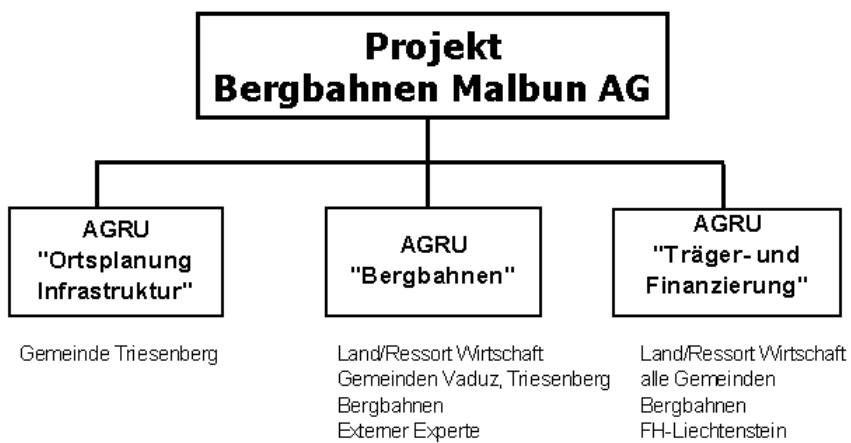 Projekt
Bergbahnen Malbun AG
AGRU
"Ortsplanung
Infrastruktur"
AGRU
"Bergbahnen"
AGRU
"Träger- und
Finanzierung"
Gemeinde Triesenberg
Land/Ressort Wirtschaft
Gemeinden Vaduz, Triesenberg
Bergbahnen
Externer Experte
Land/Ressort Wirtschaft
alle Gemeinden
Bergbahnen
FH-Liechtenstein